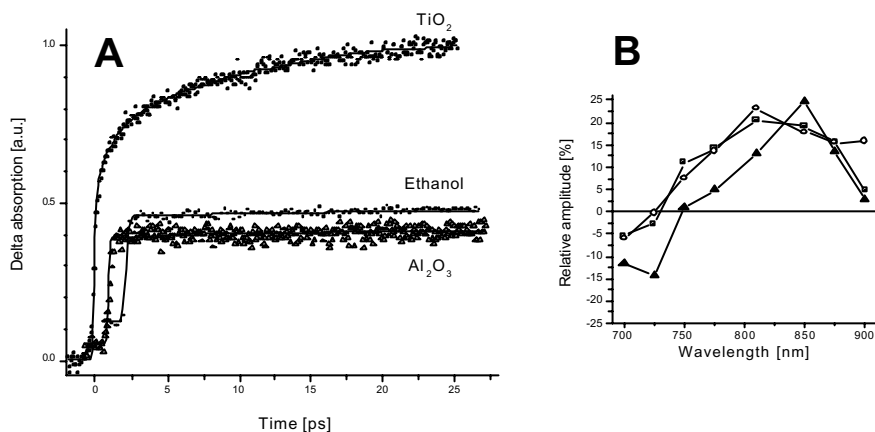 A
TiO2
Delta absorption [a.u.]
1.0
0.5
0.0
Ethanol
Al2O3
0
5
10
15
20
25
Time [ps]
B
Relative amplitude [%]
25
20
15
10
5
0
-5
-10
-15
-20
-25
700
750
800
850
900
Wavelength [nm]